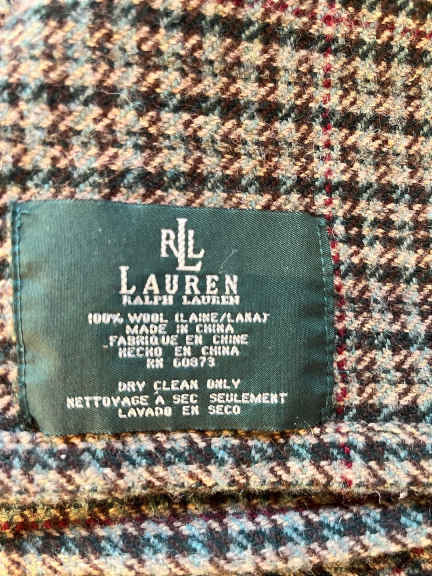 RLL
LAUREN
RALPH LAUREN
100% WOOL (LAINE/LANA)
MADE IN CHINA
FABRIQUE EN CHINE
HECHO EN CHINA
RN 60873
DRY CLEAN ONLY
NETTOYAGE A SEC SEULEMENT
LAVADO EN SECO